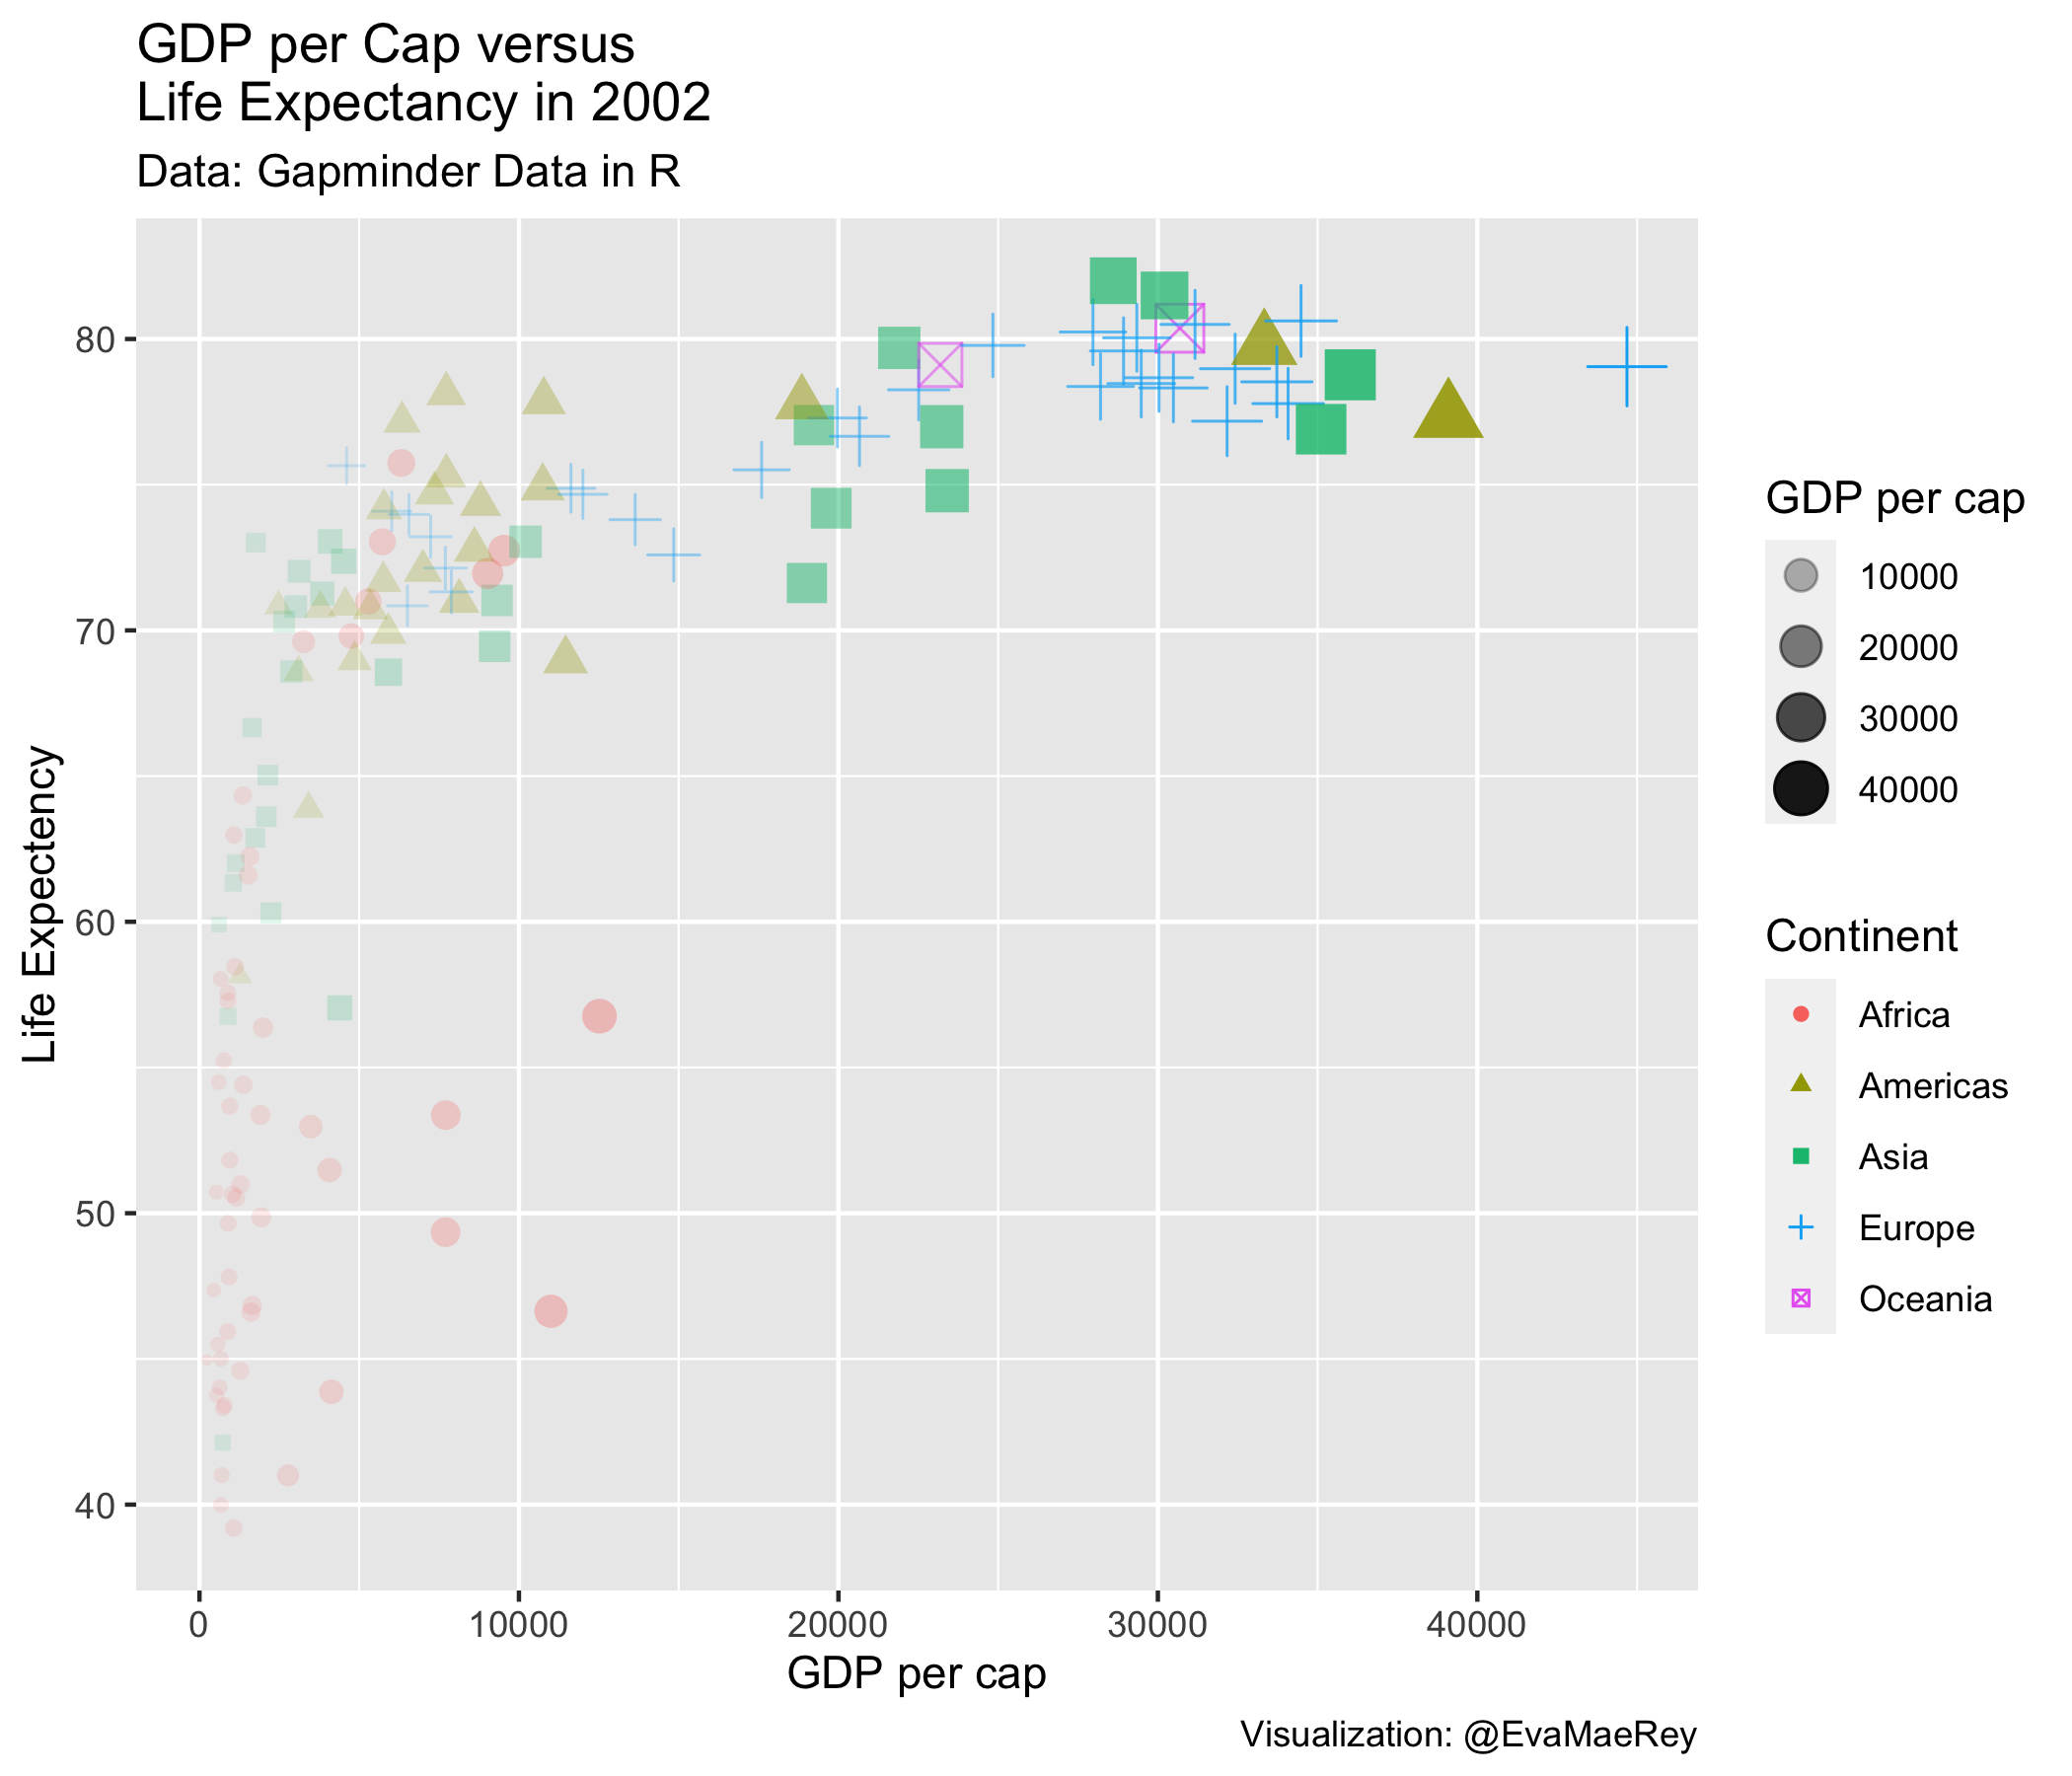 GDP per Cap versus
Life Expectancy in 2002
Data: Gapminder Data in R
80
70
60
50
40
Life Expectency
0
10000
20000
30000
40000
GDP per cap
GDP per cap
10000
20000
30000
40000
Continent
Africa
Americas
Asia
Europe
Oceania
Visualization: @EvaMaeRey